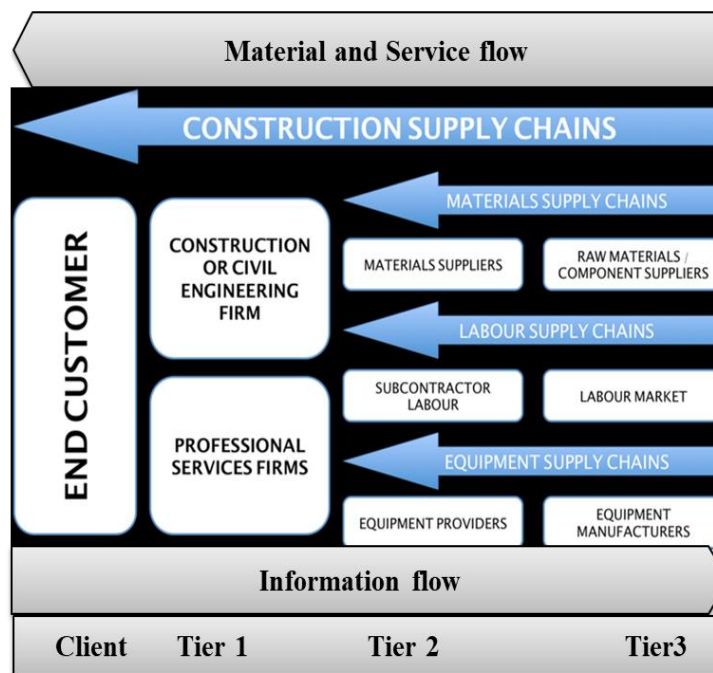 Material and Service flow
CONSTRUCTION SUPPLY CHAINS
MATERIALS SUPPLY CHAINS
END CUSTOMER
CONSTRUCTION
OR CIVIL
ENGINEERING
FIRM
MATERIALS SUPPLIERS
RAW MATERIALS /
COMPONENT SUPPLIERS
LABOUR SUPPLY CHAINS
SUBCONTRACTOR
LABOUR
LABOUR MARKET
PROFESSIONAL
SERVICES FIRMS
EQUIPMENT SUPPLY CHAINS
EQUIPMENT PROVIDERS
EQUIPMENT
MANUFACTURERS
Information flow
Client Tier 1 Tier 2 Tier3